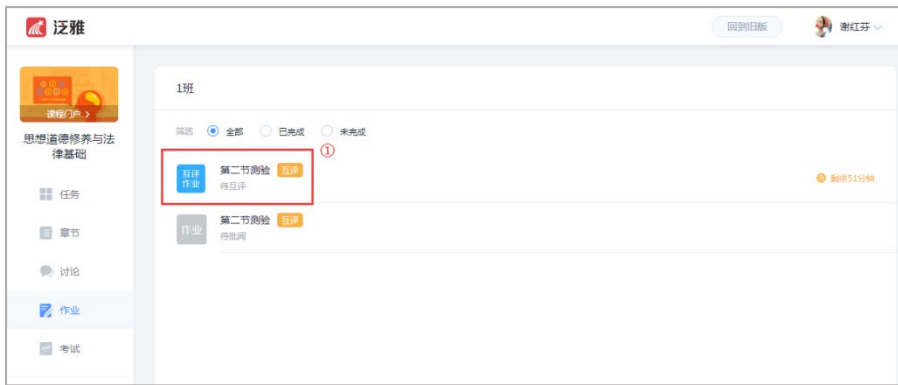 泛雅
回到旧版
谢红芬
课程门户 >
思想道德修养与法
律基础
任务
章节
讨论
作业
考试
1班
筛选 全部 已完成 未完成
①
互评
作业
第二节测验 互评
待互评
剩余51分钟
作业
第二节测验 互评
待批阅